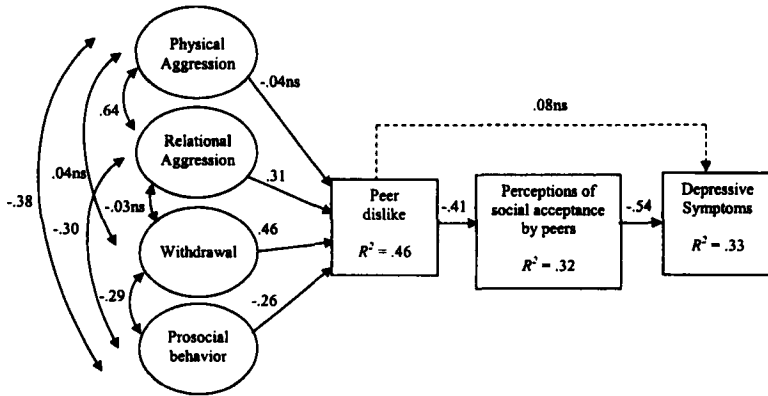 Physical
Aggression
-.04ns
.08ns
.64
Relational
Aggression
.31
.04ns
-.03ns
-.38
-.30
Peer
dislike
R² = .46
-.41
Perceptions of
social acceptance
by peers
R² = .32
-.54
Depressive
Symptoms
R² = .33
.46
Withdrawal
-.29
-.26
Prosocial
behavior